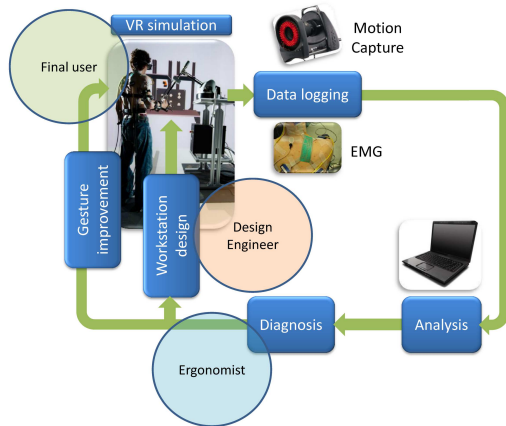 VR simulation
Motion
Capture
Final user
Data logging
EMG
Gesture
improvement
Workstation
design
Design
Engineer
Diagnosis
Analysis
Ergonomist